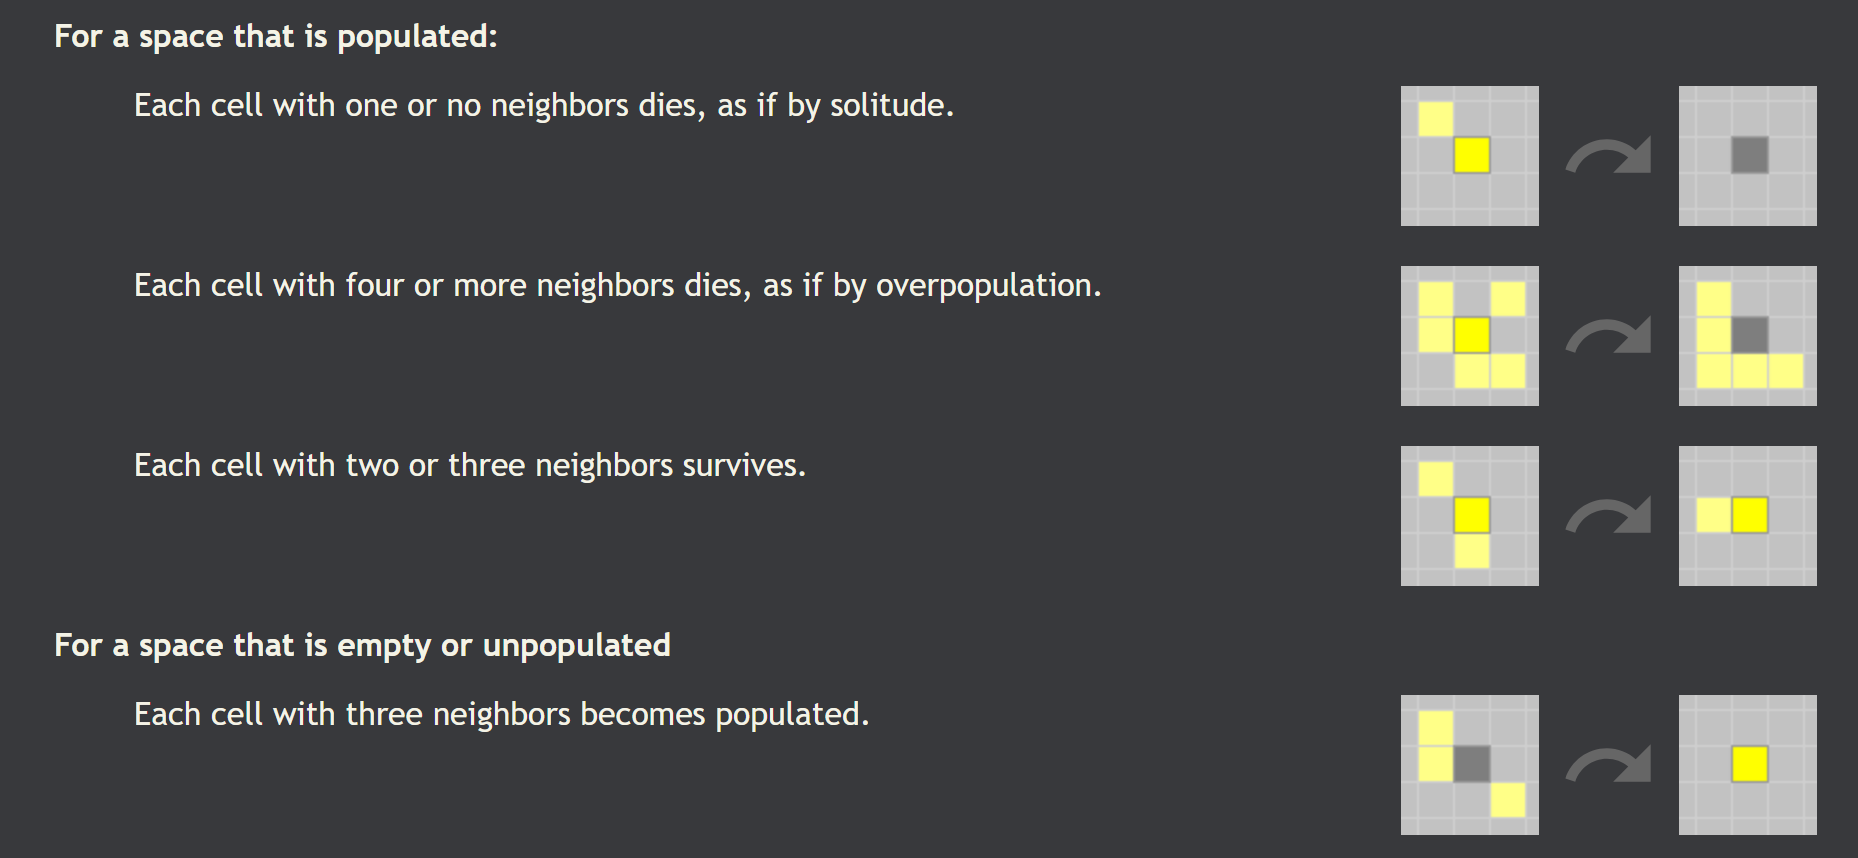 For a space that is populated:
Each cell with one or no neighbors dies, as if by solitude.
Each cell with four or more neighbors dies, as if by overpopulation.
Each cell with two or three neighbors survives.
For a space that is empty or unpopulated
Each cell with three neighbors becomes populated.